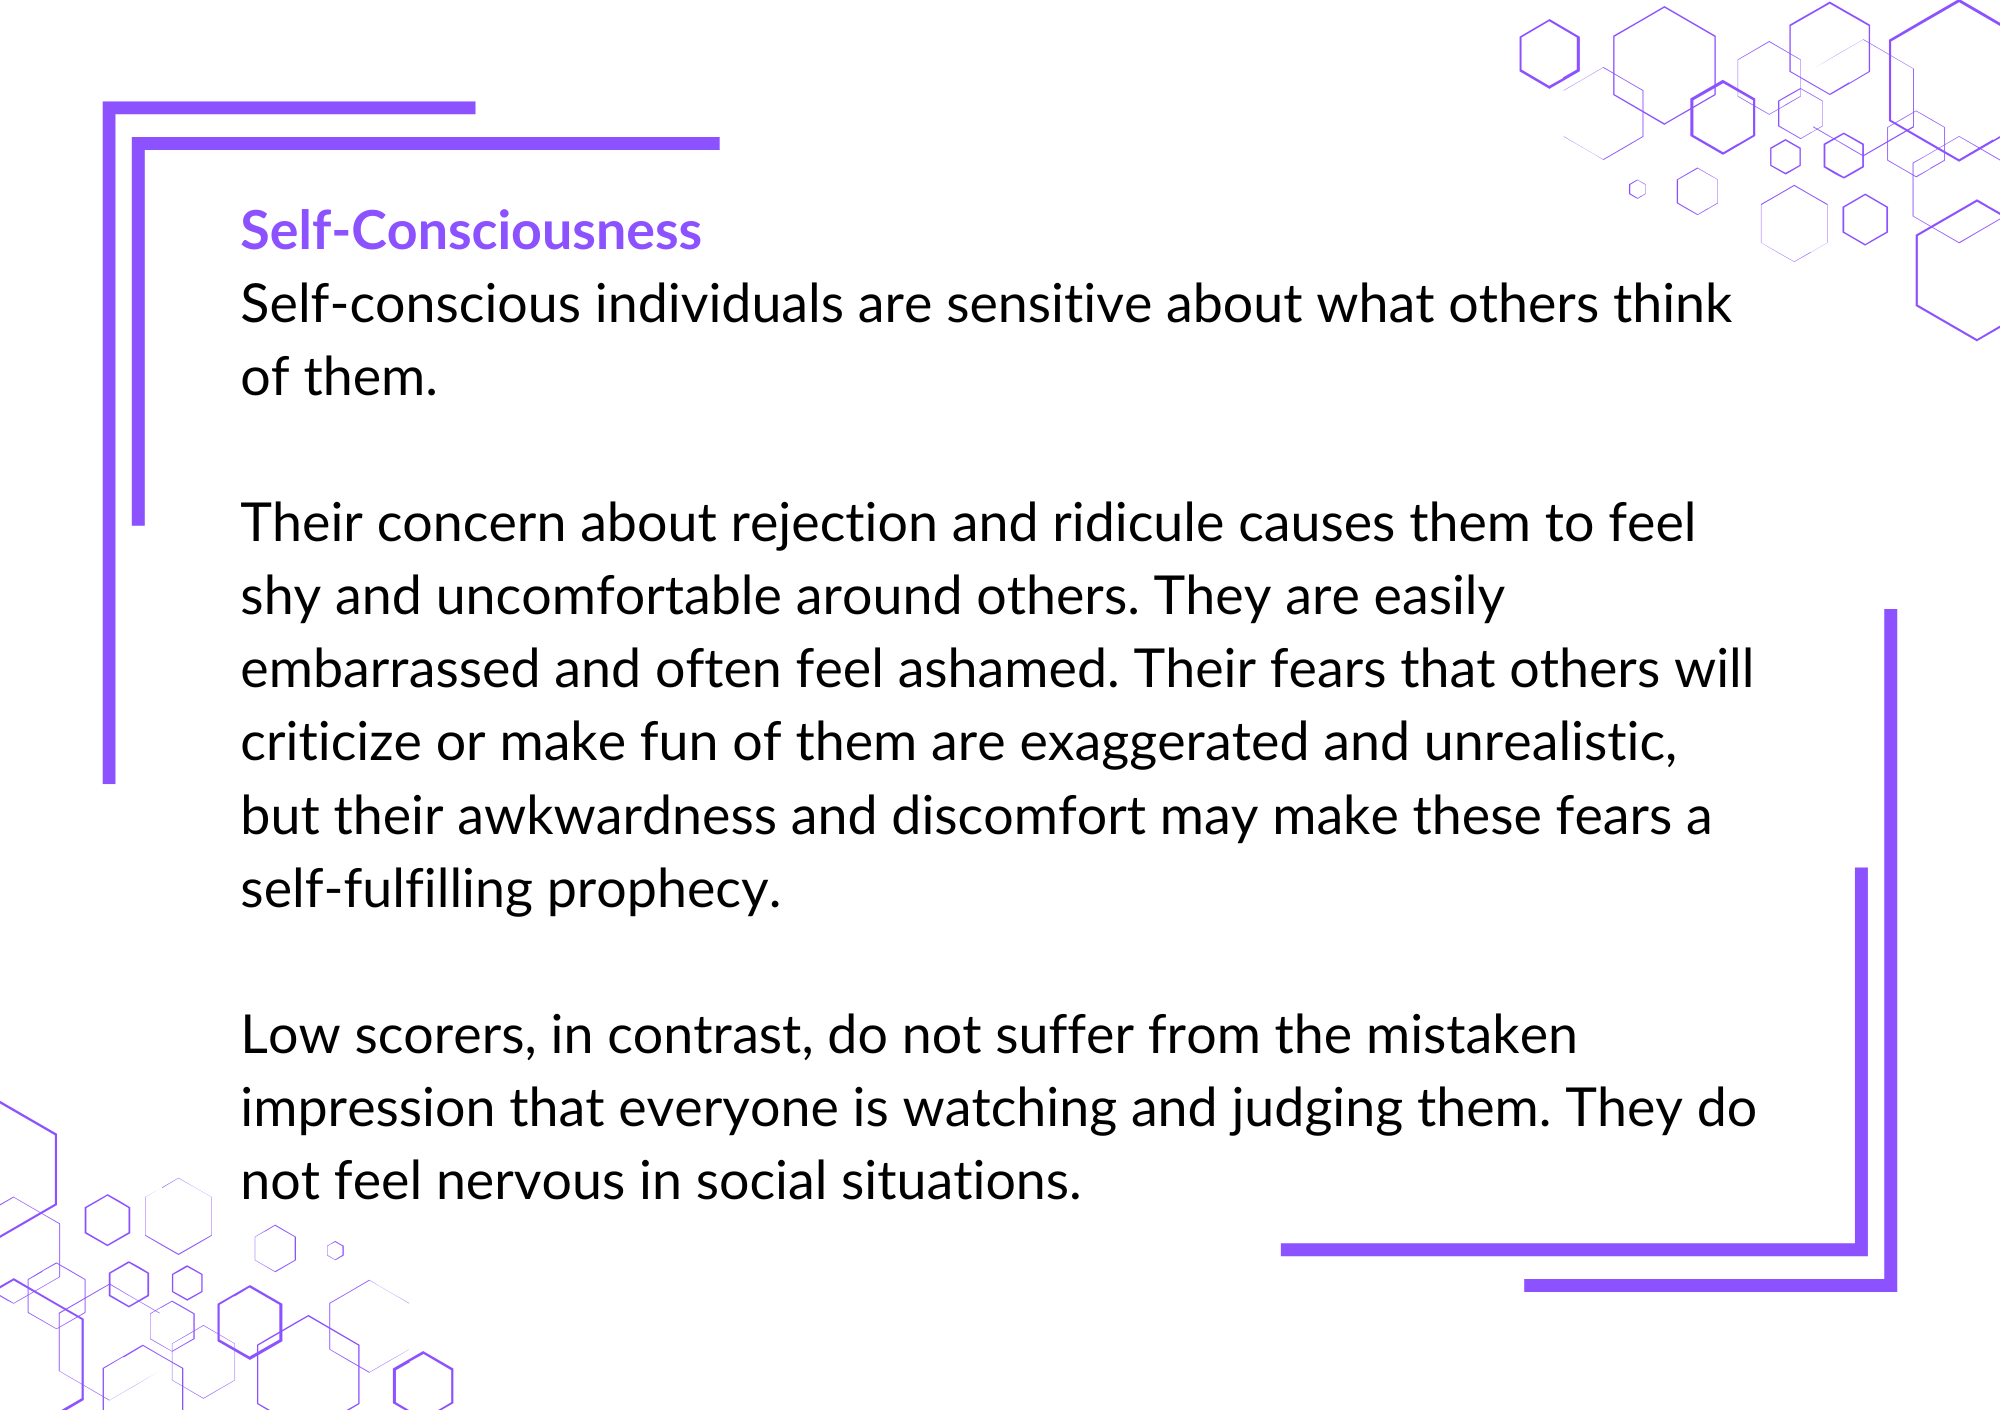 Self-Consciousness
Self-conscious individuals are sensitive about what others think
of them.
Their concern about rejection and ridicule causes them to feel
shy and uncomfortable around others. They are easily
embarrassed and often feel ashamed. Their fears that others will
criticize or make fun of them are exaggerated and unrealistic,
but their awkwardness and discomfort may make these fears a
self-fulfilling prophecy.
Low scorers, in contrast, do not suffer from the mistaken
impression that everyone is watching and judging them. They do
not feel nervous in social situations.